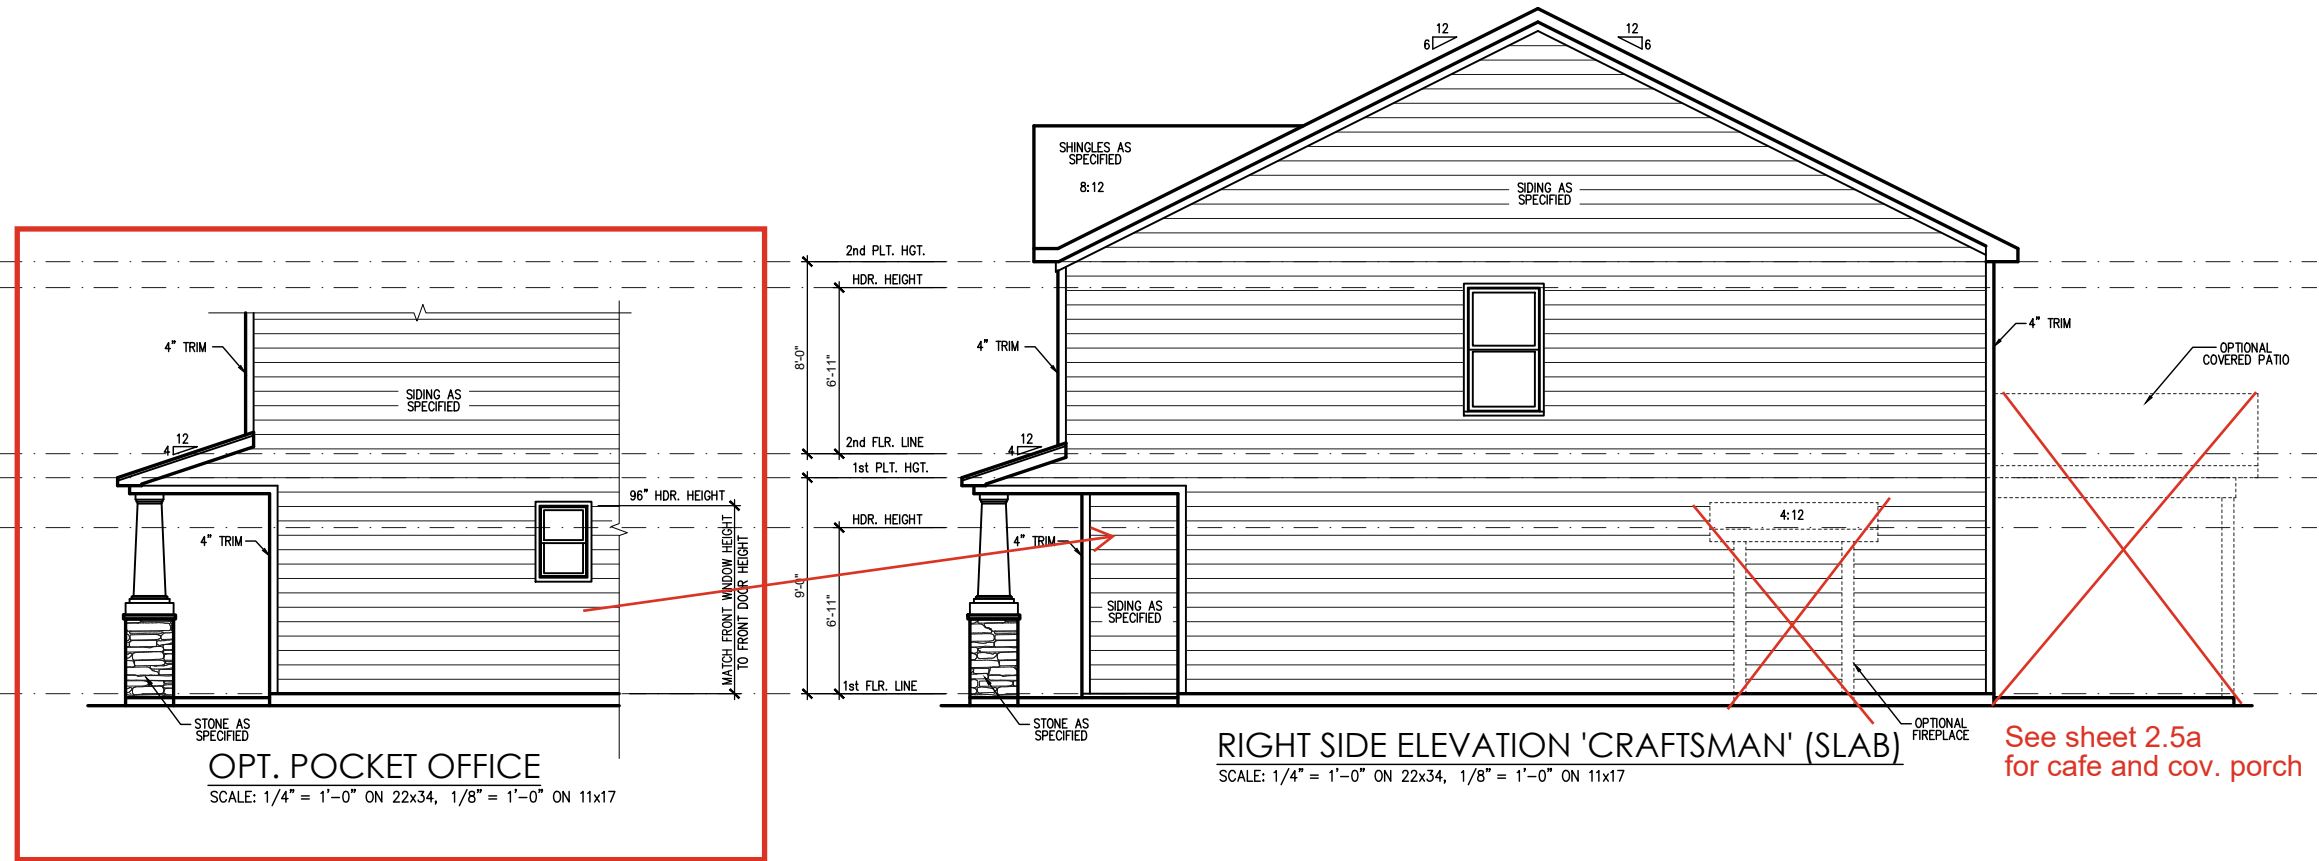 12
6
12
6
SHINGLES AS
SPECIFIED
8:12
SIDING AS
SPECIFIED
2nd PLT. HGT.
HDR. HEIGHT
4" TRIM
SIDING AS
SPECIFIED
12
4
8'-0"
6'-11"
4" TRIM
4" TRIM
OPTIONAL
COVERED PATIO
2nd FLR. LINE
1st PLT. HGT.
12
4
96" HDR. HEIGHT
HDR. HEIGHT
4" TRIM
MATCH FRONT WINDOW HEIGHT
TO FRONT DOOR HEIGHT
9'-0"
6'-11"
4" TRIM
4:12
SIDING AS
SPECIFIED
1st FLR. LINE
STONE AS
SPECIFIED
STONE AS
SPECIFIED
OPTIONAL
FIREPLACE
OPT. POCKET OFFICE
SCALE: 1/4" = 1'-0" ON 22x34, 1/8" = 1'-0" ON 11x17
RIGHT SIDE ELEVATION 'CRAFTSMAN' (SLAB)
SCALE: 1/4" = 1'-0" ON 22x34, 1/8" = 1'-0" ON 11x17
See sheet 2.5a
for cafe and cov. porch